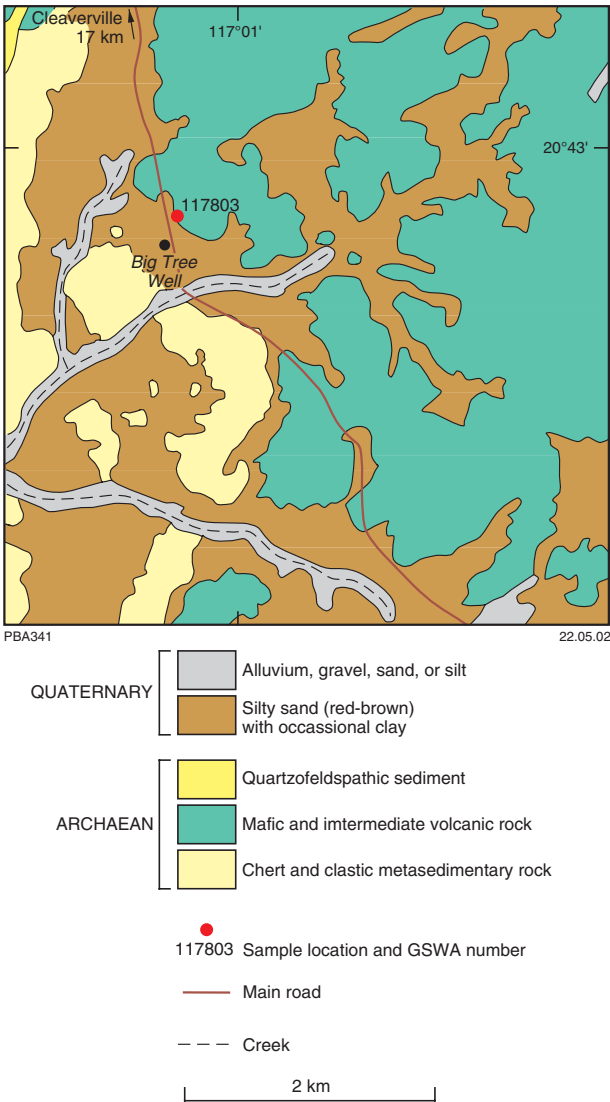 Cleaverville
17 km
117°01'
20°43'
117803
Big Tree
Well
PBA341
22.05.02
QUATERNARY
Alluvium, gravel, sand, or silt
Silty sand (red-brown)
with occassional clay
ARCHAEAN
Quartzofeldspathic sediment
Mafic and imtermediate volcanic rock
Chert and clastic metasedimentary rock
117803 Sample location and GSWA number
Main road
Creek
2 km